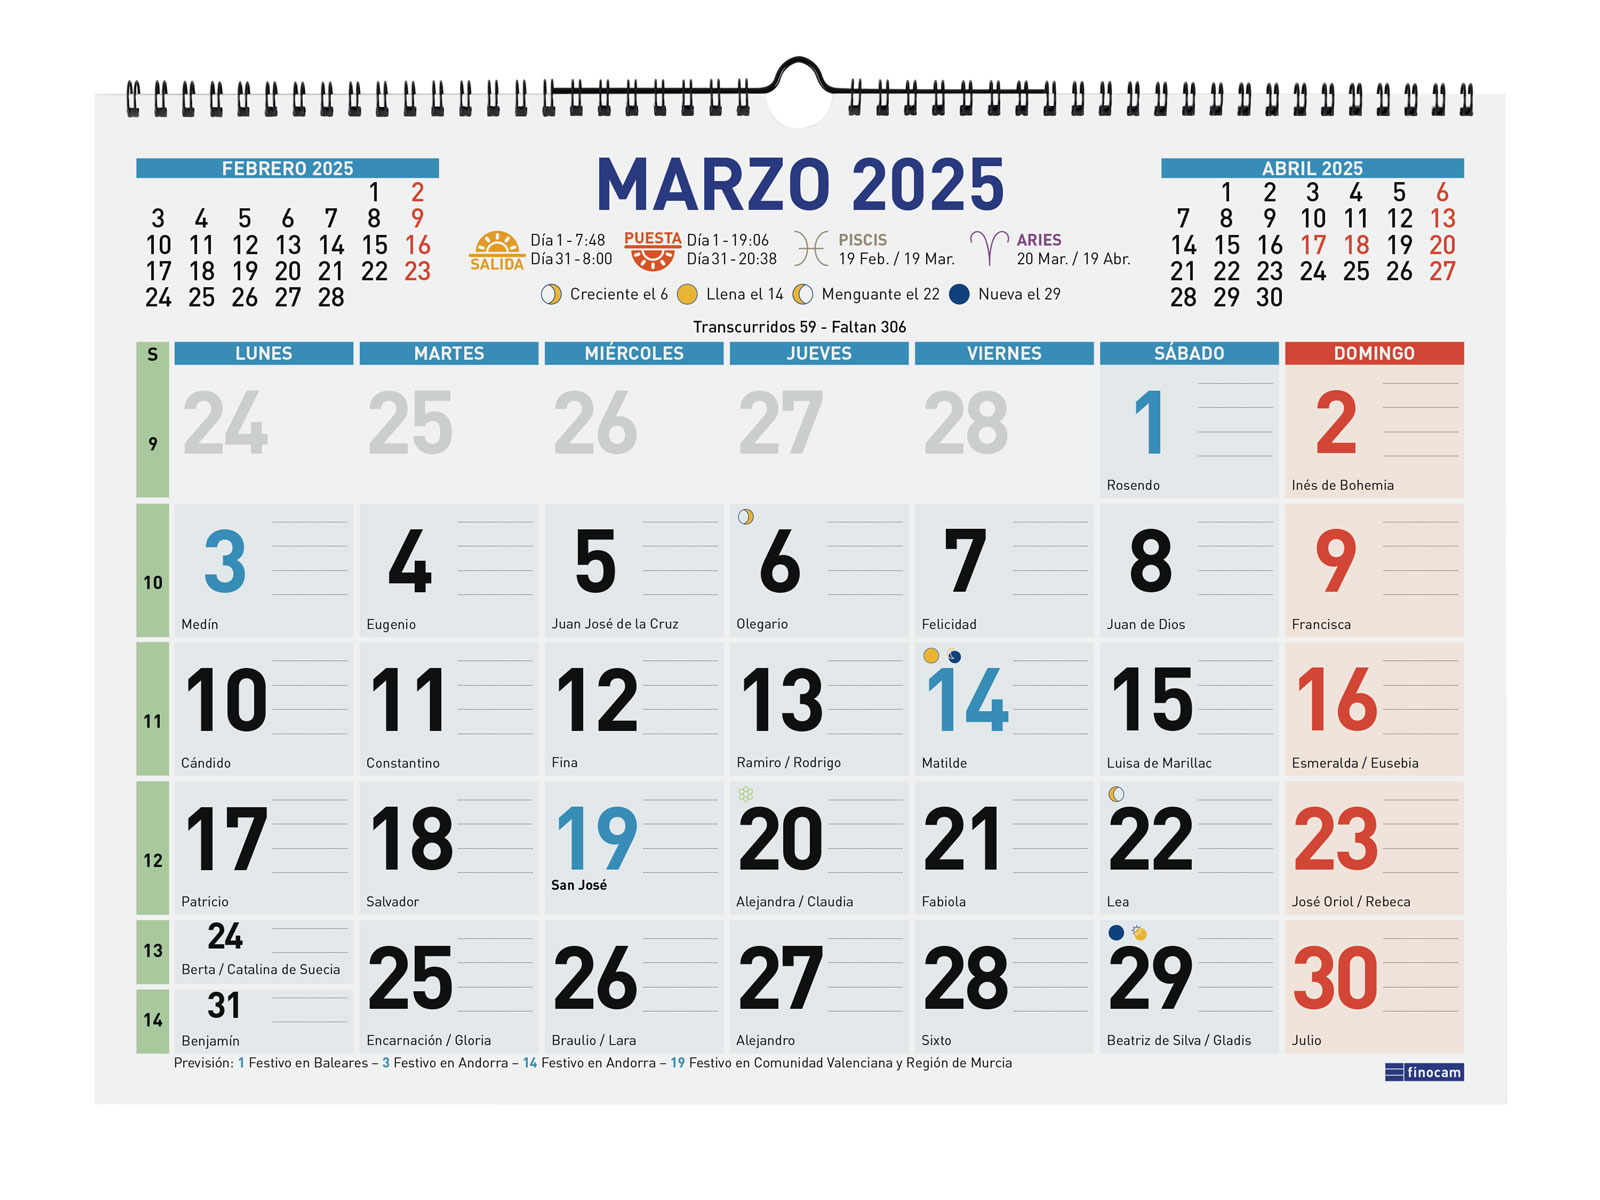 FEBRERO 2025
1 2
3 4 5 6 7 8 9
10 11 12 13 14 15 16
17 18 19 20 21 22 23
24 25 26 27 28
MARZO 2025
SALIDA
Día 1 - 7:48
Día 31 - 8:00
PUESTA
Día 1 - 19:06
Día 31 - 20:38
PISCIS
19 Feb. / 19 Mar.
ARIES
20 Mar. / 19 Abr.
Creciente el 6 Llena el 14 Menguante el 22 Nueva el 29
Transcurridos 59 - Faltan 306
ABRIL 2025
1 2 3 4 5 6
7 8 9 10 11 12 13
14 15 16 17 18 19 20
21 22 23 24 25 26 27
28 29 30
S LUNES MARTES MIÉRCOLES JUEVES VIERNES SÁBADO DOMINGO
9 24 25 26 27 28 1 2
Rosendo Inés de Bohemia
10 3 4 5 6 7 8 9
Medín Eugenio Juan José de la Cruz Olegario Felicidad Juan de Dios Francisca
11 10 11 12 13 14 15 16
Cándido Constantino Fina Ramiro / Rodrigo Matilde Luisa de Marillac Esmeralda / Eusebia
12 17 18 19 20 21 22 23
San José
Patricio Salvador Alejandra / Claudia Fabiola Lea José Oriol / Rebeca
13 24 25 26 27 28 29 30
Berta / Catalina de Suecia
14 31
Benjamín Encarnación / Gloria Braulio / Lara Alejandro Sixto Beatriz de Silva / Gladis Julio
Previsión: 1 Festivo en Baleares – 3 Festivo en Andorra – 14 Festivo en Andorra – 19 Festivo en Comunidad Valenciana y Región de Murcia
finocam